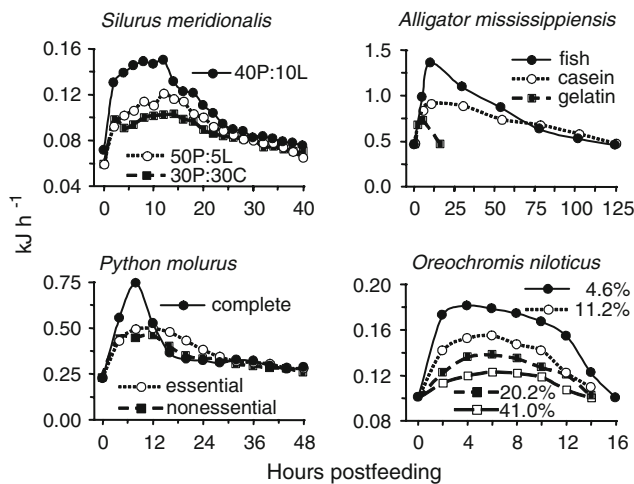 Silurus meridionalis
Alligator mississippiensis
0.16
0.12
0.08
0.04
40P:10L
50P:5L
30P:30C
0 10 20 30 40
1.5
1.0
0.5
0.0
fish
casein
gelatin
0 25 50 75 100 125
kJ h -1
Python molurus
Oreochromis niloticus
0.75
0.50
0.25
0.00
complete
essential
nonessential
0 12 24 36 48
0.20
0.16
0.12
0.08
4.6%
11.2%
20.2%
41.0%
0 4 8 12 16
Hours postfeeding